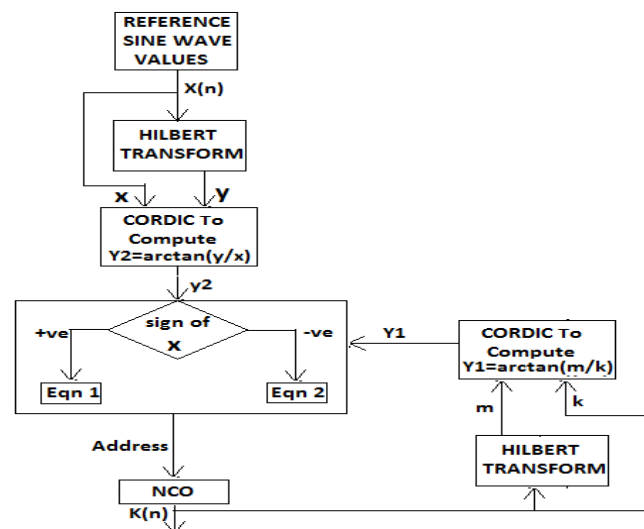 REFERENCE
SINE WAVE
VALUES
X(n)
HILBERT
TRANSFORM
x
y
CORDIC To
Compute
Y2=arctan(y/x)
y2
sign of
X
+ve
-ve
Eqn 1
Eqn 2
Y1
CORDIC To
Compute
Y1=arctan(m/k)
m
k
HILBERT
TRANSFORM
Address
NCO
K(n)